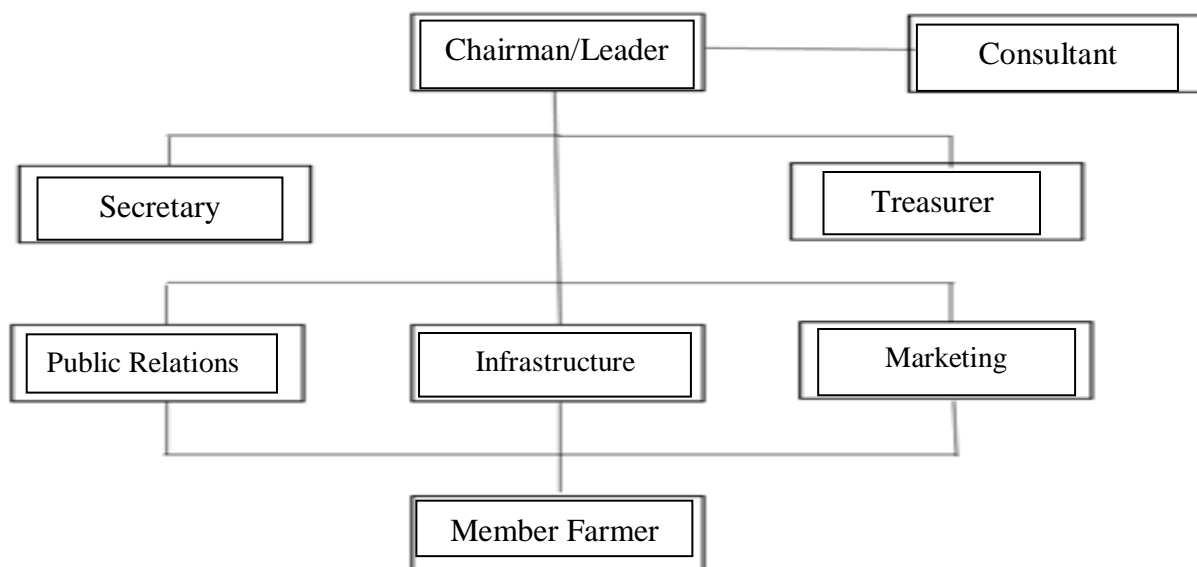 Chairman/Leader
Consultant
Secretary
Treasurer
Public Relations
Infrastructure
Marketing
Member Farmer